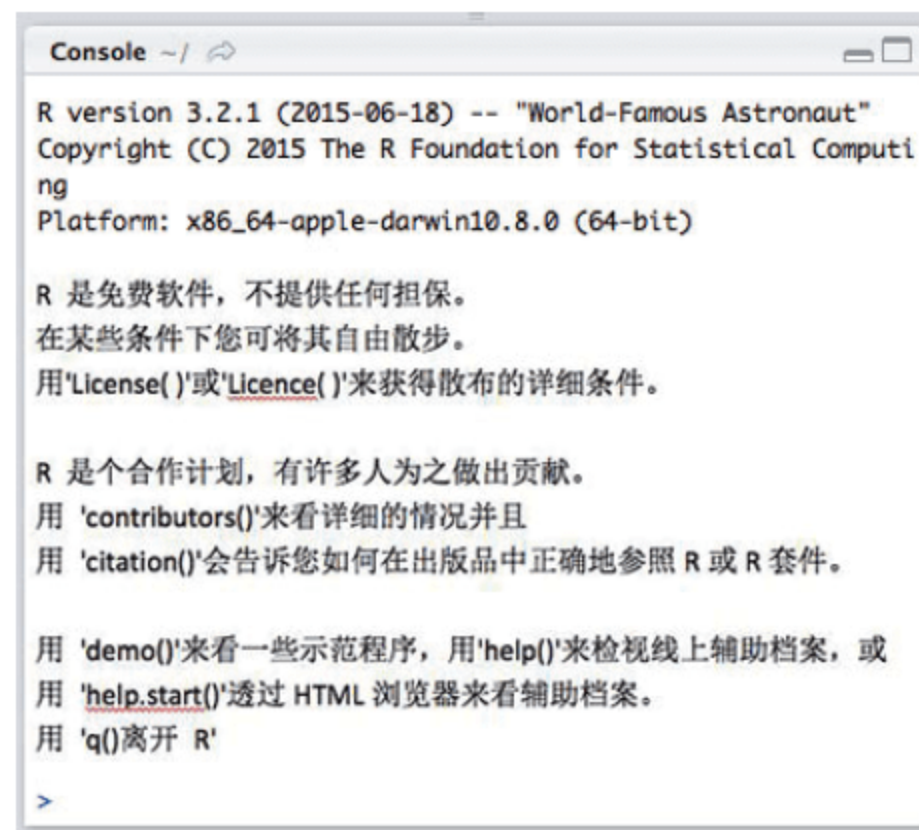 Console ~/
R version 3.2.1 (2015-06-18) -- "World-Famous Astronaut"
Copyright (C) 2015 The R Foundation for Statistical Computi
ng
Platform: x86_64-apple-darwin10.8.0 (64-bit)
R 是免费软件，不提供任何担保。
在某些条件下您可将其自由散步。
用'License( )'或'Licence( )'来获得散布的详细条件。
R 是个合作计划，有许多人为之做出贡献。
用 'contributors()'来看详细的情况并且
用 'citation()'会告诉您如何在出版品中正确地参照 R 或 R 套件。
用 'demo()'来看一些示范程序，用'help()'来检视线上辅助档案，或
用 'help.start()'透过 HTML 浏览器来看辅助档案。
用 'q()离开 R'
>